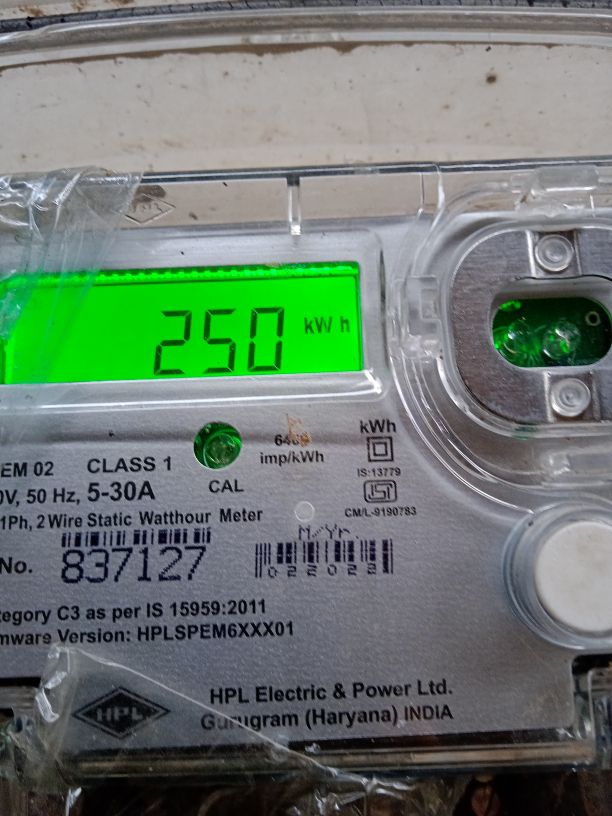 250 kWh
6400
imp/kWh
kWh
IS:13779
CM/L-9190783
EM 02 CLASS 1
0V, 50 Hz, 5-30A
CAL
1Ph, 2 Wire Static Watthour Meter
M/Yr.
No. 837127
022022
tegory C3 as per IS 15959:2011
mware Version: HPLSPEM6XXX01
HPL
HPL Electric & Power Ltd.
Gurugram (Haryana) INDIA